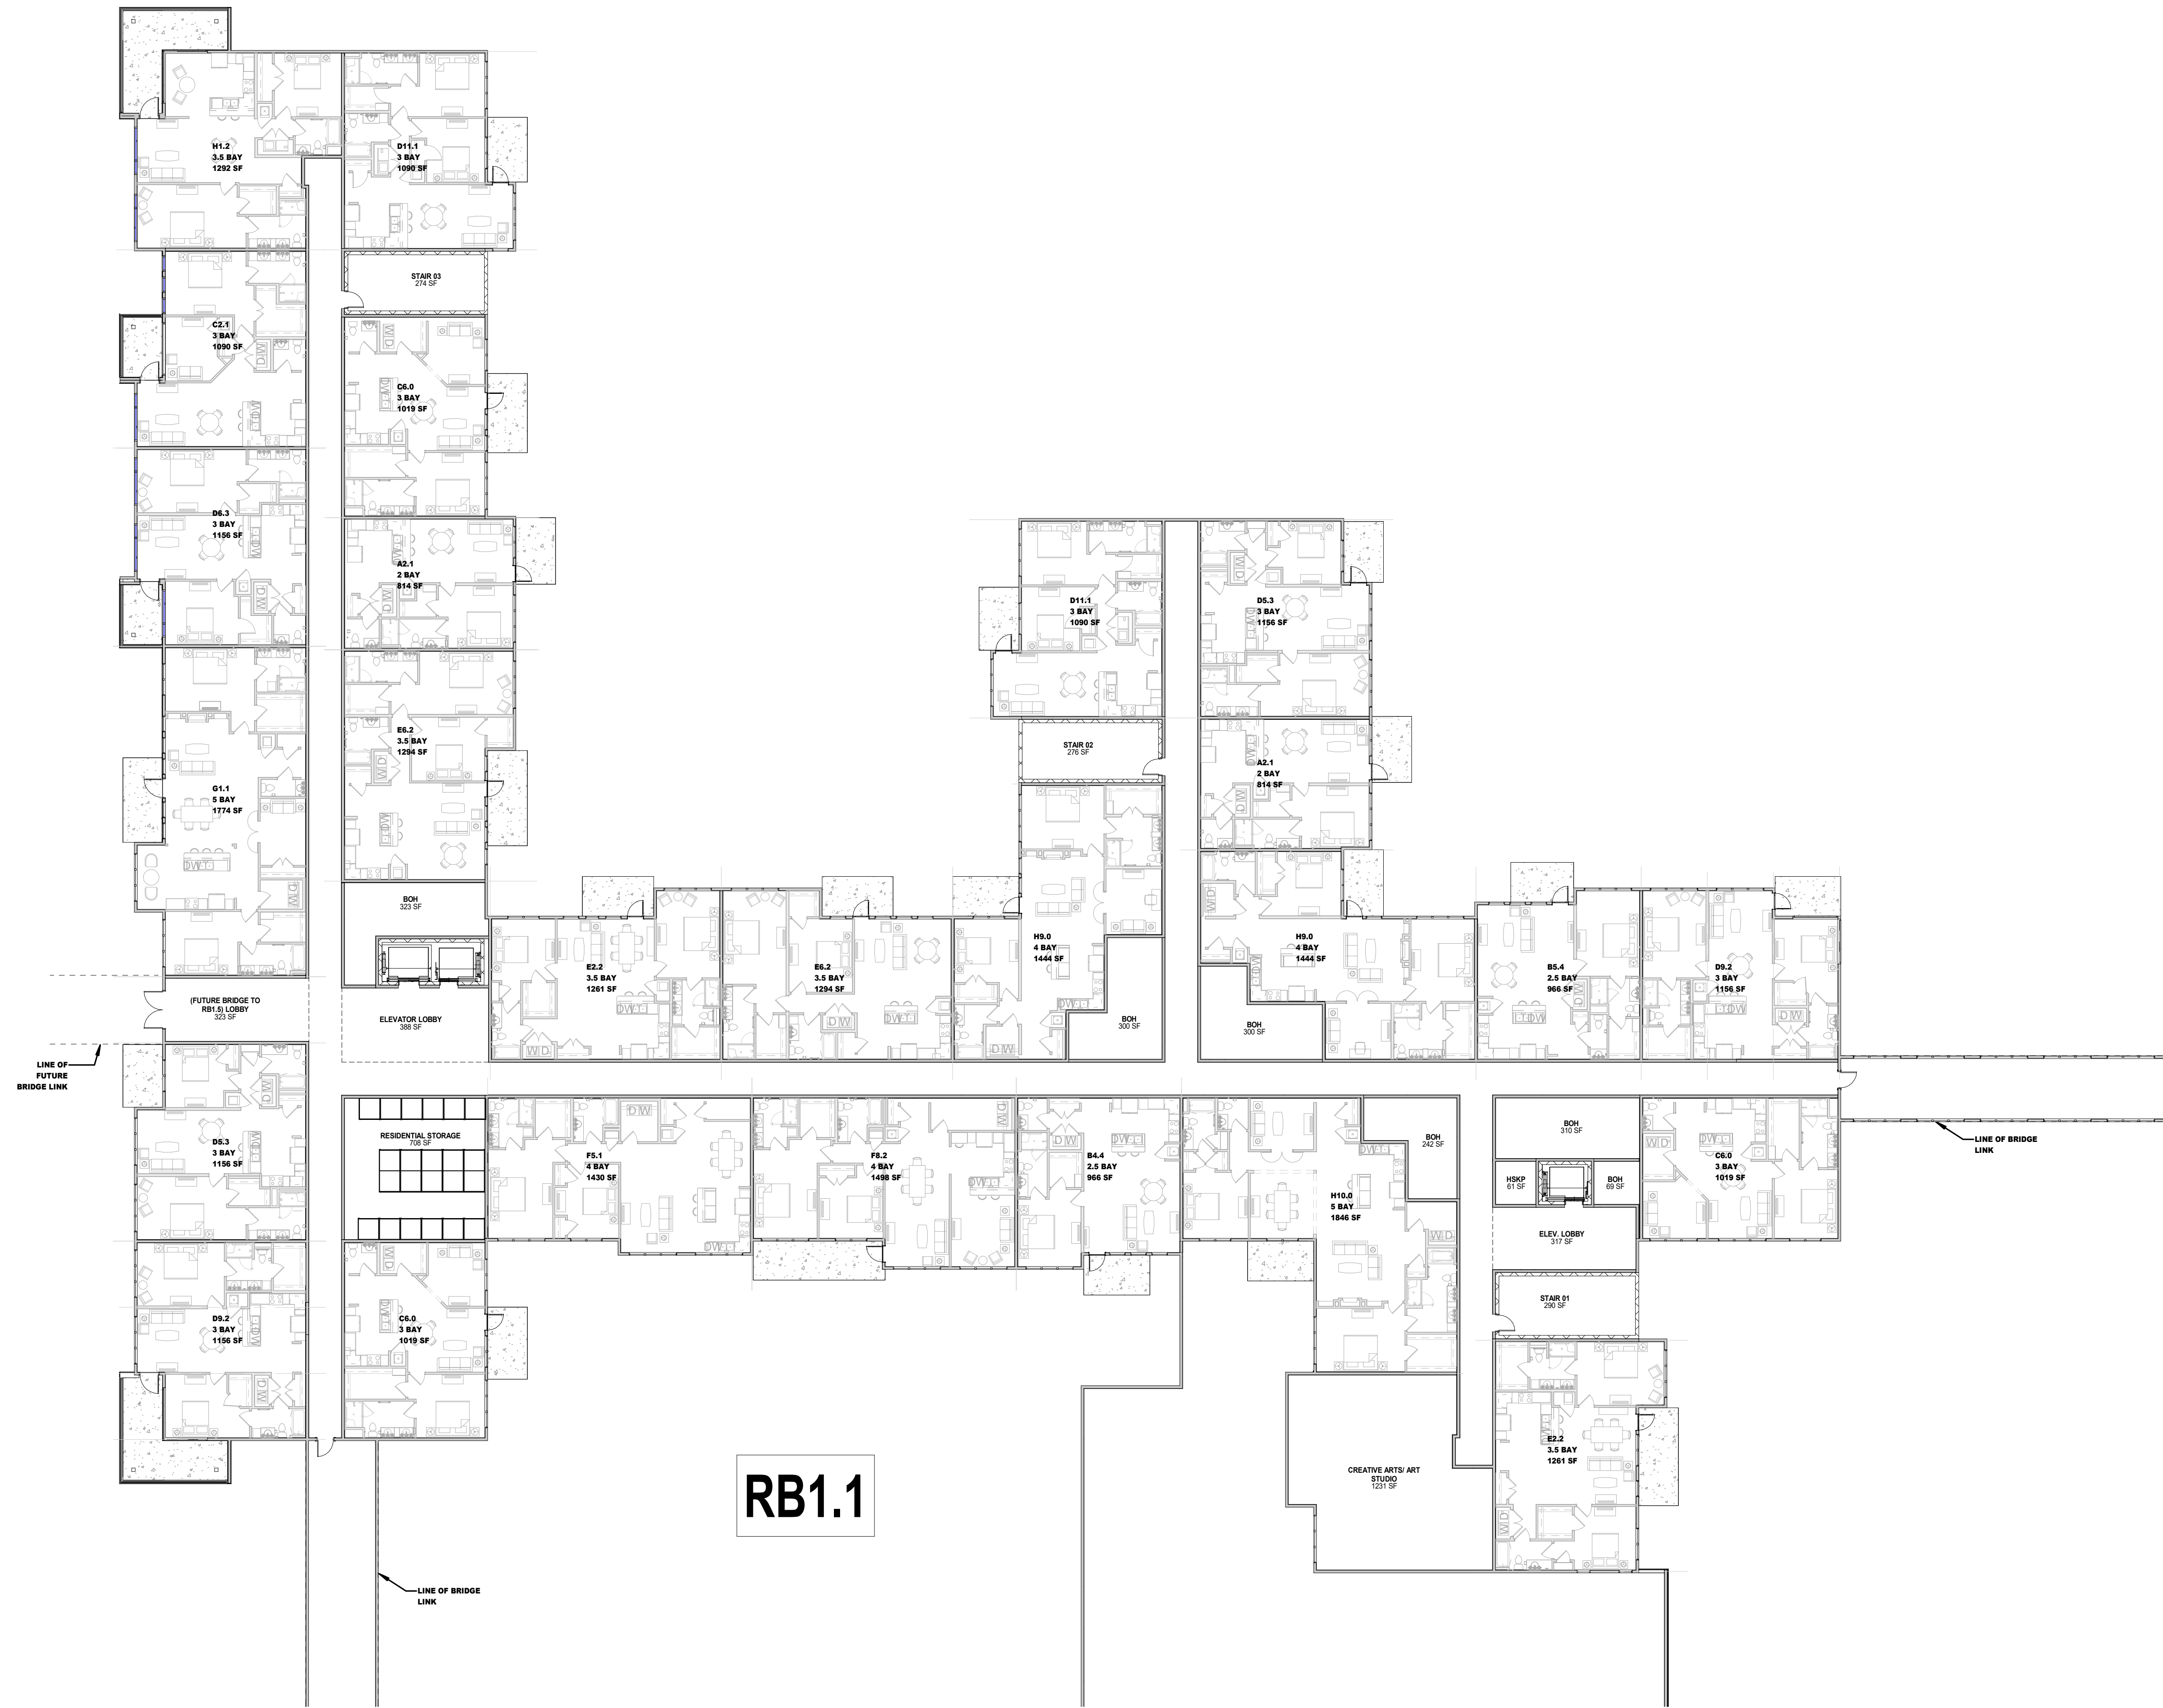 H1.2
3.5 BAY
1292 SF
D11.1
3 BAY
1090 SF
STAIR 03
274 SF
C2.1
3 BAY
1090 SF
C6.0
3 BAY
1019 SF
D6.3
3 BAY
1156 SF
A2.1
2 BAY
814 SF
E6.2
3.5 BAY
1294 SF
G1.1
5 BAY
1774 SF
BOH
323 SF
(FUTURE BRIDGE TO
RB1.5) LOBBY
323 SF
ELEVATOR LOBBY
388 SF
LINE OF
FUTURE
BRIDGE LINK
D11.1
3 BAY
1090 SF
D5.3
3 BAY
1156 SF
STAIR 02
276 SF
A2.1
2 BAY
814 SF
E2.2
3.5 BAY
1261 SF
E6.2
3.5 BAY
1294 SF
H9.0
4 BAY
1444 SF
BOH
300 SF
H9.0
4 BAY
1444 SF
BOH
300 SF
B5.4
2.5 BAY
966 SF
D9.2
3 BAY
1156 SF
D5.3
3 BAY
1156 SF
RESIDENTIAL STORAGE
708 SF
F5.1
4 BAY
1430 SF
F8.2
4 BAY
1498 SF
B4.4
2.5 BAY
966 SF
H10.0
5 BAY
1846 SF
BOH
242 SF
BOH
310 SF
HSKP
61 SF
BOH
69 SF
C6.0
3 BAY
1019 SF
LINE OF BRIDGE
LINK
ELEV. LOBBY
317 SF
STAIR 01
290 SF
D9.2
3 BAY
1156 SF
C6.0
3 BAY
1019 SF
CREATIVE ARTS/ ART
STUDIO
1231 SF
E2.2
3.5 BAY
1261 SF
RB1.1
LINE OF BRIDGE
LINK